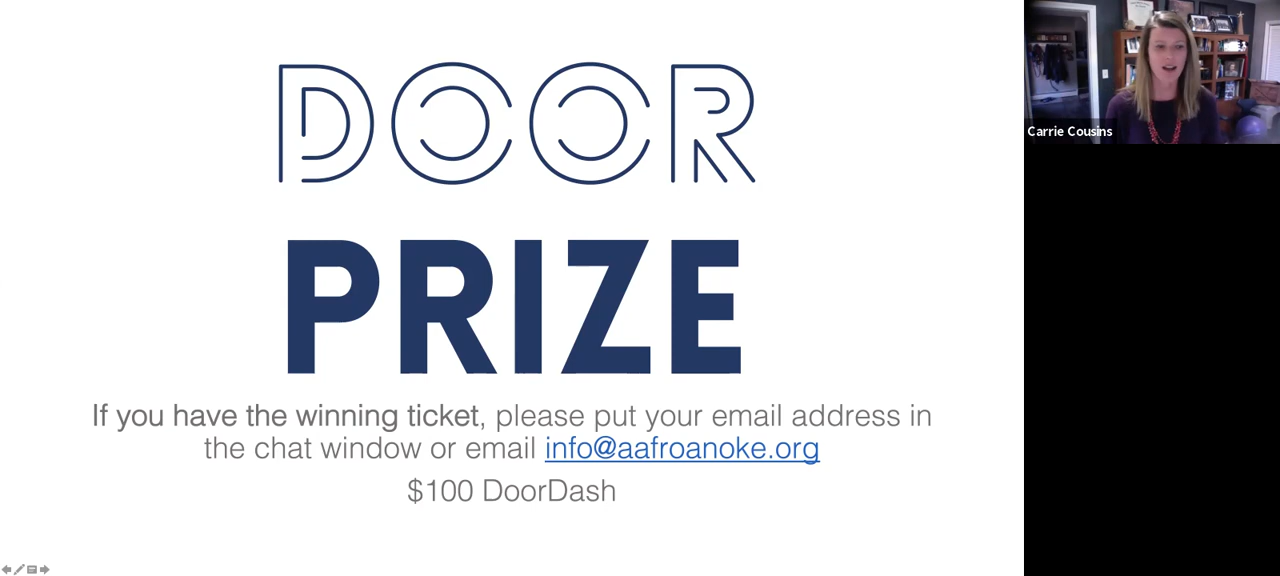 DOOR
PRIZE
If you have the winning ticket, please put your email address in
the chat window or email info@aafroanoke.org
$100 DoorDash
Carrie Cousins